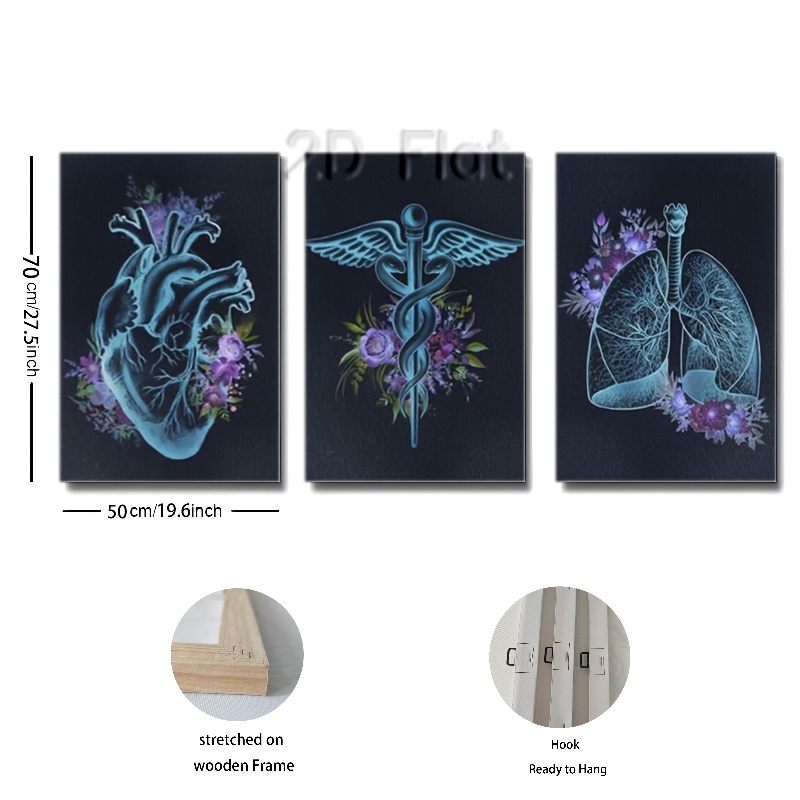 2D Flat
70 cm/27.5inch
50 cm/19.6inch
stretched on
wooden Frame
Hook
Ready to Hang